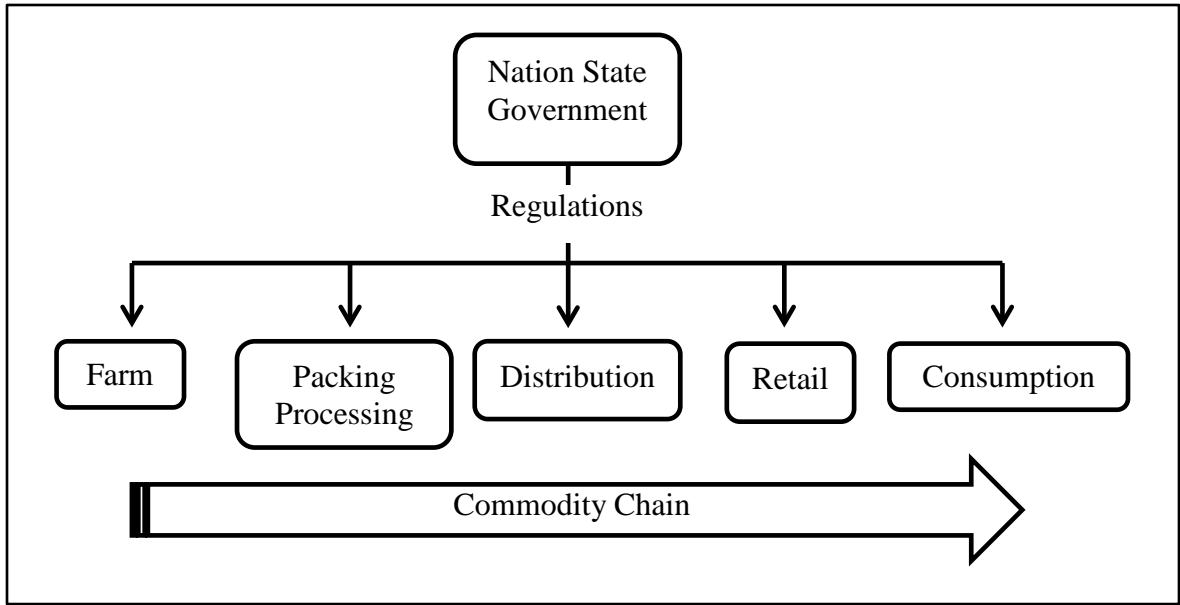 Nation State
Government
Regulations
Farm
Packing
Processing
Distribution
Retail
Consumption
Commodity Chain